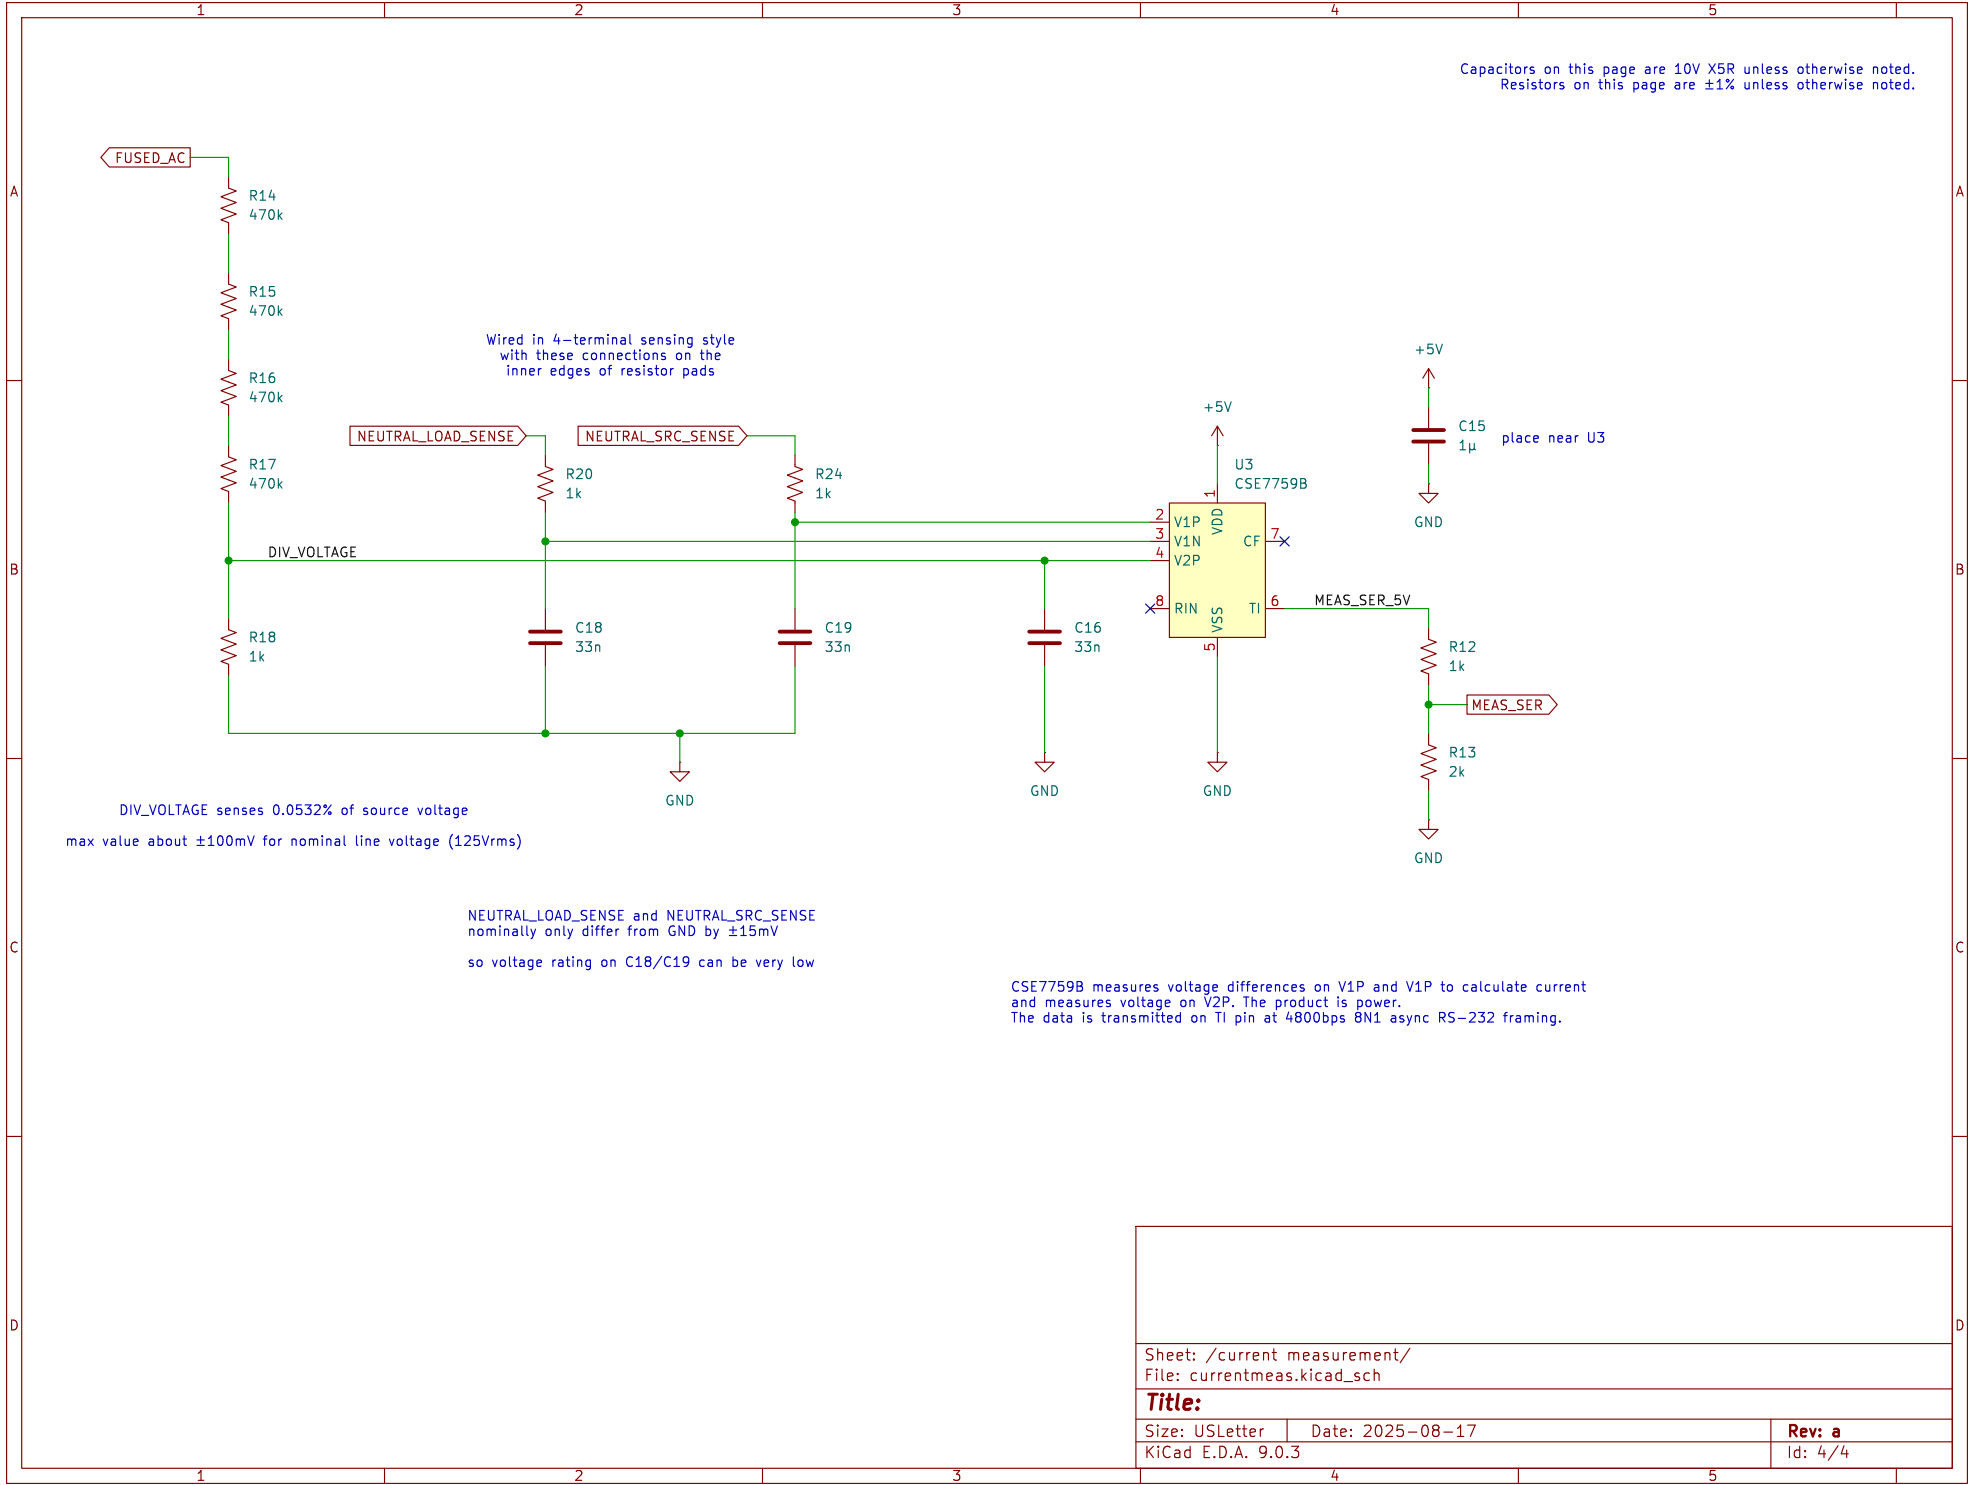 1 2 3 4 5
Capacitors on this page are 10V X5R unless otherwise noted.
Resistors on this page are ±1% unless otherwise noted.
FUSED_AC
R14
470k
A
A
R15
470k
Wired in 4-terminal sensing style
with these connections on the
inner edges of resistor pads
R16
470k
R17
470k
NEUTRAL_LOAD_SENSE
NEUTRAL_SRC_SENSE
R20
1k
R24
1k
+5V
U3
CSE7759B
+5V
C15
1µ
place near U3
GND
1
VDD
2
V1P
3
V1N
4
V2P
8
RIN
VSS
5
7
CF
6
TI
DIV_VOLTAGE
B
B
MEAS_SER_5V
R18
1k
C18
33n
C19
33n
C16
33n
R12
1k
MEAS_SER
R13
2k
GND
GND
GND
GND
DIV_VOLTAGE senses 0.0532% of source voltage
max value about ±100mV for nominal line voltage (125Vrms)
NEUTRAL_LOAD_SENSE and NEUTRAL_SRC_SENSE
nominally only differ from GND by ±15mV
so voltage rating on C18/C19 can be very low
C
C
CSE7759B measures voltage differences on V1P and V1P to calculate current
and measures voltage on V2P. The product is power.
The data is transmitted on TI pin at 4800bps 8N1 async RS-232 framing.
D
D
Sheet: /current measurement/
File: currentmeas.kicad_sch
Title:
Size: USLetter
Date: 2025-08-17
Rev: a
KiCad E.D.A. 9.0.3
Id: 4/4
1 2 3 4 5